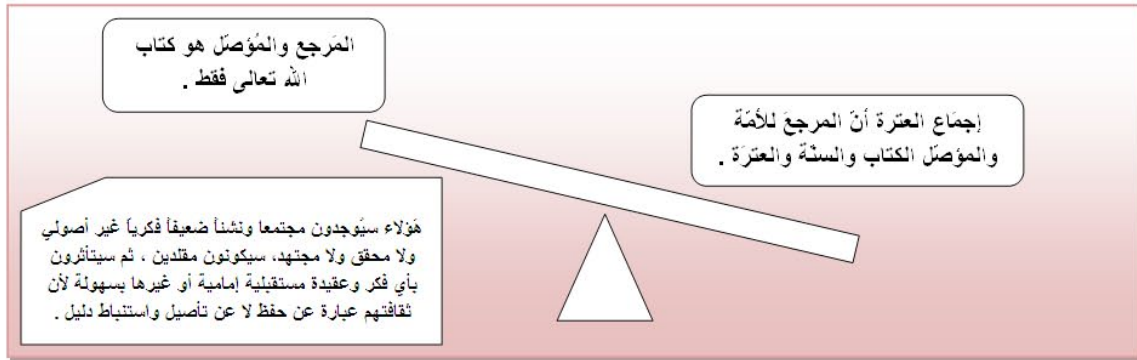 المَرجع والمُؤصّل هو كتاب
الله تعالى فقط .
إجمَاع العترة أنّ المرجعَ للأمّة
والمؤصّل الكتاب والسنّة والعترَة .
هَؤلاء سيُوجدون مجتمعا ونشئاً ضعيفاً فكرياً غير أصولي
ولا محقق ولا مجتهد، سيكونون مقلدين ، ثم سيتأثرون
بأي فكر وعقيدة مستقبلية إمامية أو غيرها بسهولة لأن
ثقافتهم عبارة عن حفظ لا عن تأصيل واستنباط دليل .